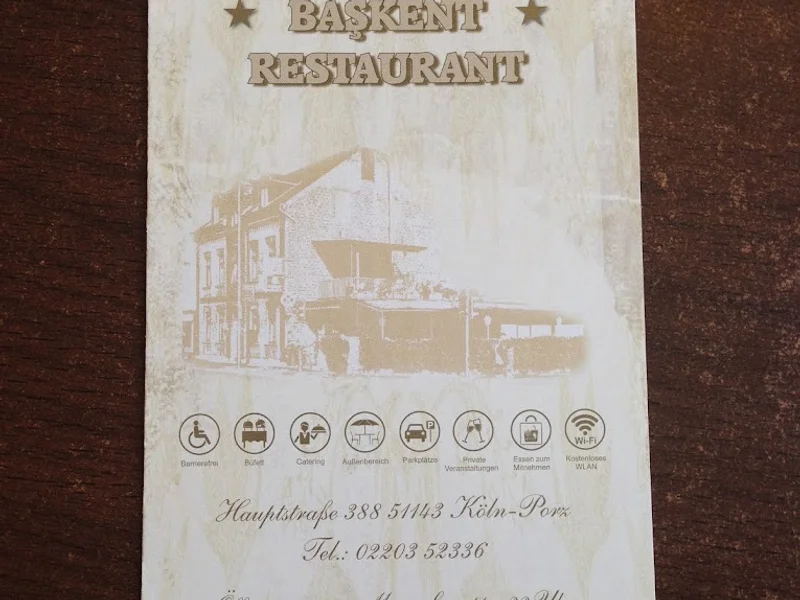 BAŞKENT
RESTAURANT
Barrierefrei
Büfett
Catering
Außenbereich
Parkplätze
Private
Veranstaltungen
Essen zum
Mitnehmen
Wi-Fi
Kostenloses
WLAN
Hauptstraße 388 51143 Köln-Porz
Tel.: 02203 52336